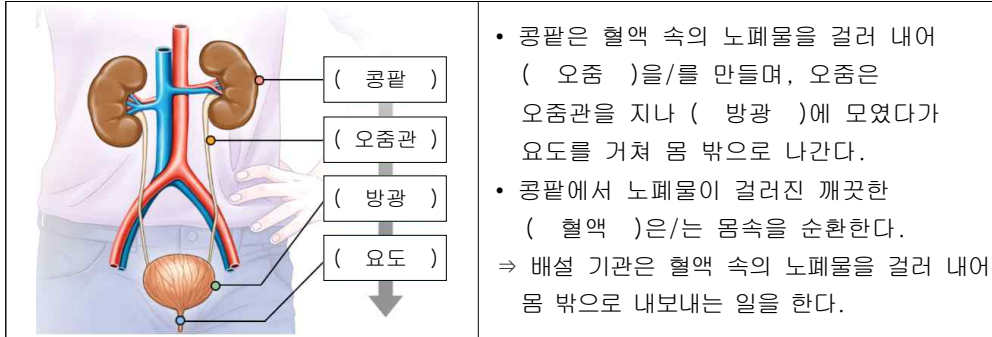 ( 콩팥 )
( 오줌관 )
( 방광 )
( 요도 )
• 콩팥은 혈액 속의 노폐물을 걸러 내어
( 오줌 )을/를 만들며, 오줌은
오줌관을 지나 ( 방광 )에 모였다가
요도를 거쳐 몸 밖으로 나간다.
• 콩팥에서 노폐물이 걸러진 깨끗한
( 혈액 )은/는 몸속을 순환한다.
⇒ 배설 기관은 혈액 속의 노폐물을 걸러 내어
몸 밖으로 내보내는 일을 한다.